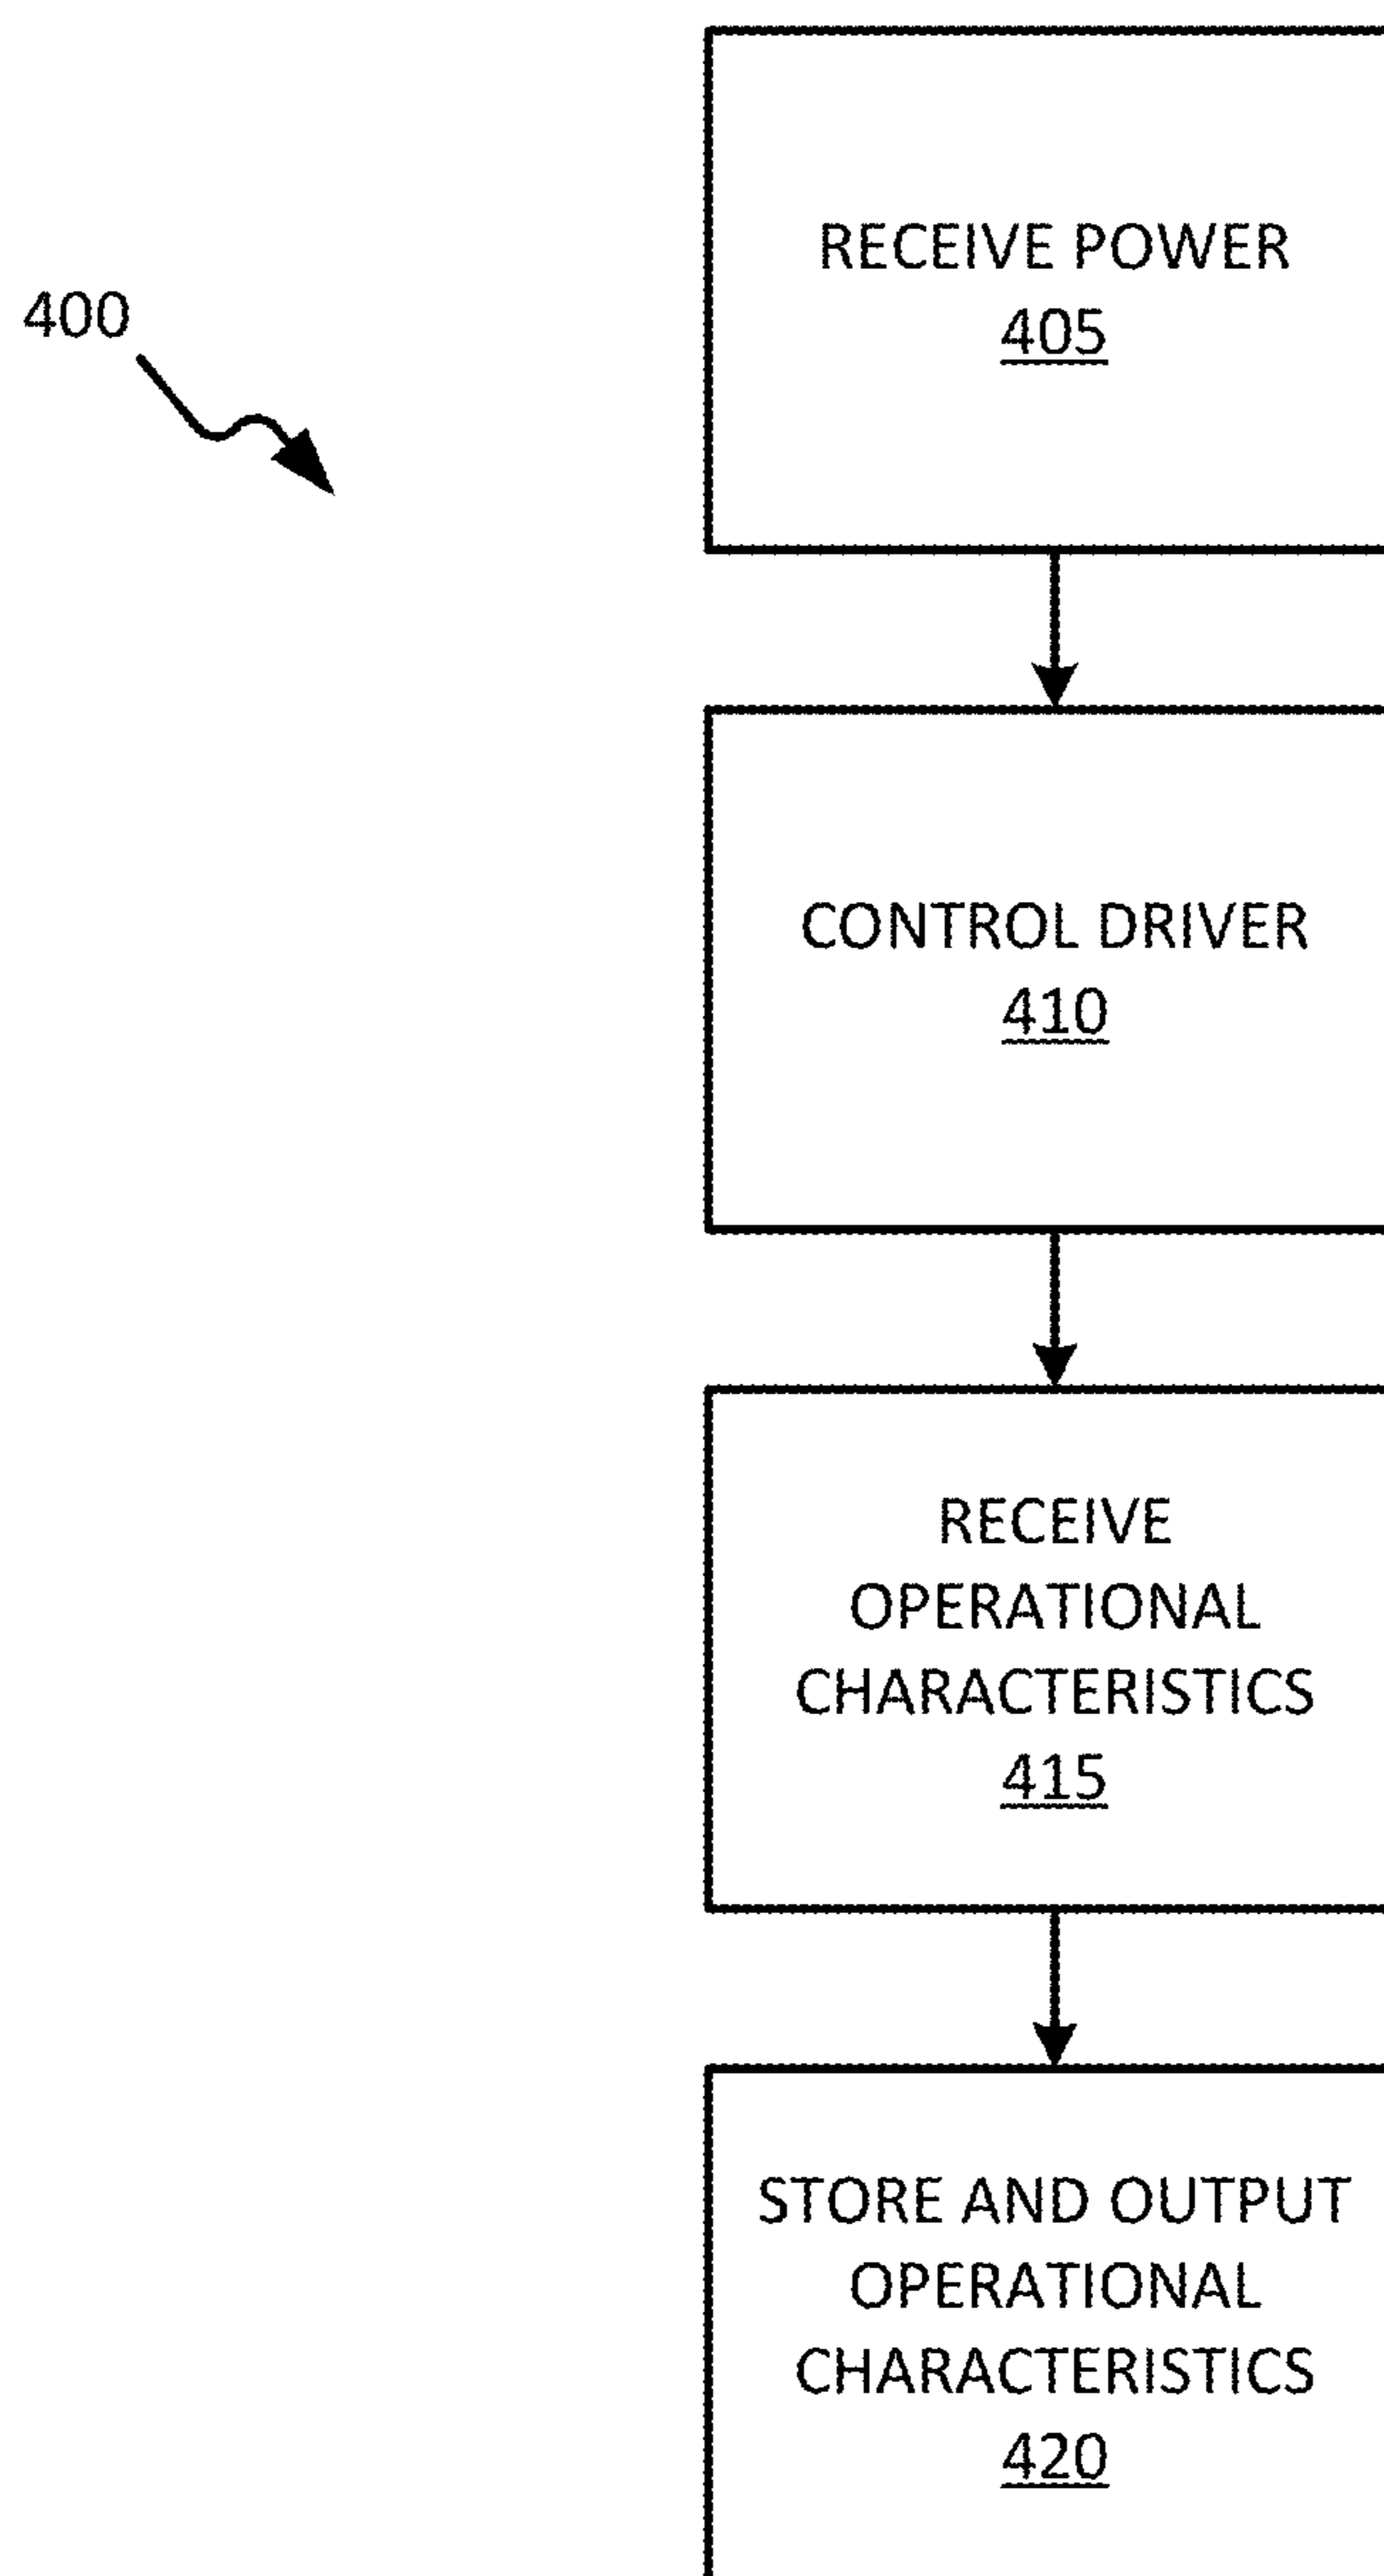 400
RECEIVE POWER
405
CONTROL DRIVER
410
RECEIVE
OPERATIONAL
CHARACTERISTICS
415
STORE AND OUTPUT
OPERATIONAL
CHARACTERISTICS
420